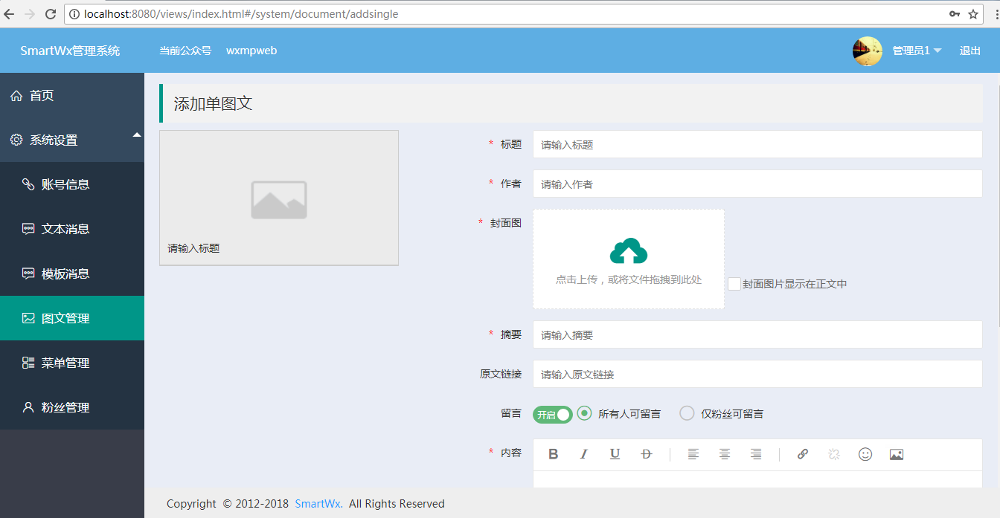 localhost:8080/views/index.html#/system/document/addsingle
SmartWx管理系统 当前公众号 wxmpweb 管理员1 退出
首页
系统设置
账号信息
文本消息
模板消息
图文管理
菜单管理
粉丝管理
添加单图文
请输入标题
* 标题 请输入标题
* 作者 请输入作者
* 封面图
点击上传，或将文件拖拽到此处
封面图片显示在正文中
* 摘要 请输入摘要
原文链接 请输入原文链接
留言 开启 所有人可留言 仅粉丝可留言
* 内容 B I U D
Copyright © 2012-2018 SmartWx. All Rights Reserved